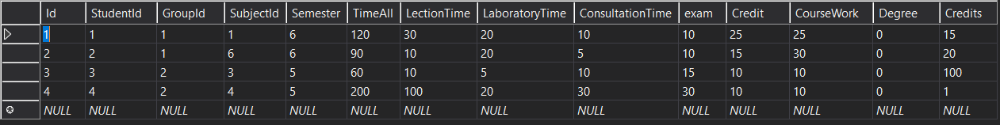 Id StudentId GroupId SubjectId Semester TimeAll LectionTime LaboratoryTime ConsultationTime exam Credit CourseWork Degree Credits
1 1 1 1 6 120 30 20 10 10 25 25 0 15
2 2 1 6 6 90 10 20 5 10 15 30 0 20
3 3 2 3 5 60 10 5 10 15 10 10 0 100
4 4 2 4 5 200 100 20 30 30 10 10 0 1
NULL NULL NULL NULL NULL NULL NULL NULL NULL NULL NULL NULL NULL NULL